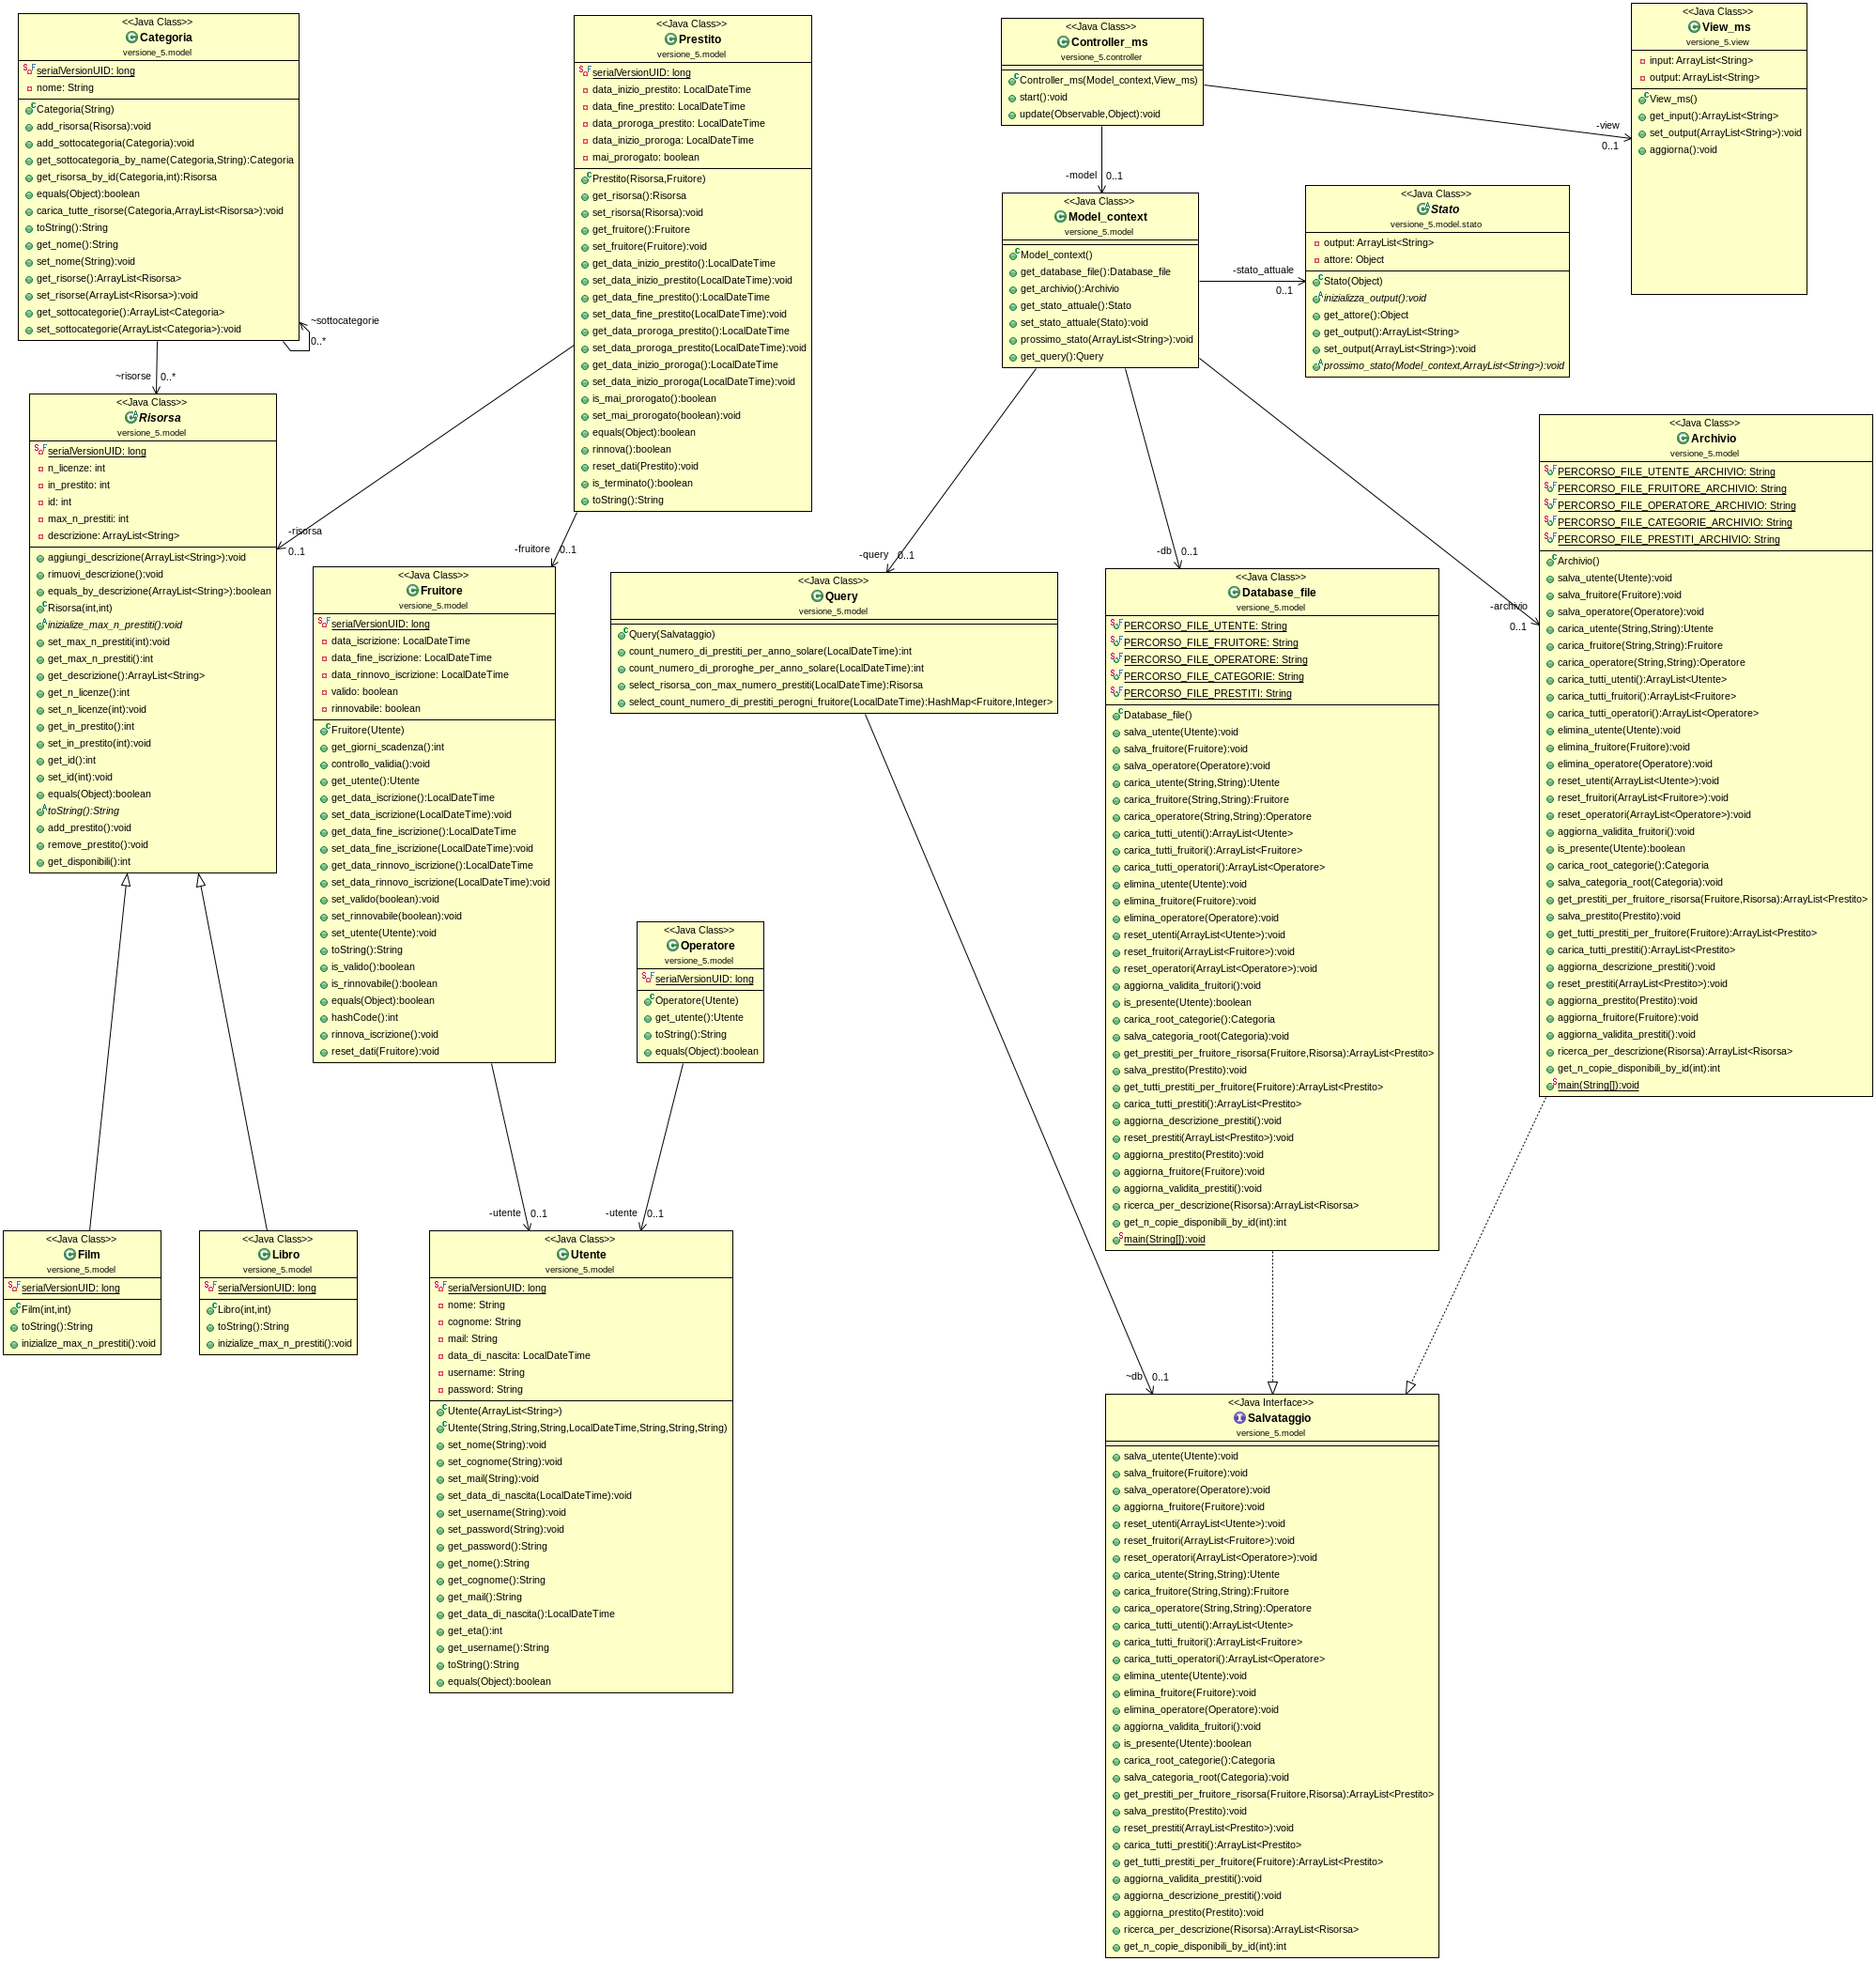 <<Java Class>>
Categoria
versione_5.model
serialVersionUID: long
nome: String
Categoria(String)
add_risorsa(Risorsa):void
add_sottocategoria(Categoria):void
get_sottocategoria_by_name(Categoria,String):Categoria
get_risorsa_by_id(Categoria,int):Risorsa
equals(Object):boolean
carica_tutte_risorse(Categoria,ArrayList<Risorsa>):void
toString():String
get_nome():String
set_nome(String):void
get_risorse():ArrayList<Risorsa>
set_risorse(ArrayList<Risorsa>):void
get_sottocategorie():ArrayList<Categoria>
set_sottocategorie(ArrayList<Categoria>):void
~sottocategorie
0..*
~risorse
0..*
<<Java Class>>
Prestito
versione_5.model
serialVersionUID: long
data_inizio_prestito: LocalDateTime
data_fine_prestito: LocalDateTime
data_proroga_prestito: LocalDateTime
data_inizio_proroga: LocalDateTime
mai_prorogato: boolean
Prestito(Risorsa,Fruitore)
get_risorsa():Risorsa
set_risorsa(Risorsa):void
get_fruitore():Fruitore
set_fruitore(Fruitore):void
get_data_inizio_prestito():LocalDateTime
set_data_inizio_prestito(LocalDateTime):void
get_data_fine_prestito():LocalDateTime
set_data_fine_prestito(LocalDateTime):void
get_data_proroga_prestito():LocalDateTime
set_data_proroga_prestito(LocalDateTime):void
get_data_inizio_proroga():LocalDateTime
set_data_inizio_proroga(LocalDateTime):void
is_mai_prorogato():boolean
set_mai_prorogato(boolean):void
equals(Object):boolean
rinnova():boolean
reset_dati(Prestito):void
is_terminato():boolean
toString():String
-risorsa
0..1
-fruitore
0..1
<<Java Class>>
Controller_ms
versione_5.controller
Controller_ms(Model_context,View_ms)
start():void
update(Observable,Object):void
-view
0..1
-model
0..1
<<Java Class>>
View_ms
versione_5.view
input: ArrayList<String>
output: ArrayList<String>
View_ms()
get_input():ArrayList<String>
set_output(ArrayList<String>):void
aggiorna():void
<<Java Class>>
Model_context
versione_5.model
Model_context()
get_database_file():Database_file
get_archivio():Archivio
get_stato_attuale():Stato
set_stato_attuale(Stato):void
prossimo_stato(ArrayList<String>):void
get_query():Query
-stato_attuale
0..1
<<Java Class>>
Stato
versione_5.model.stato
output: ArrayList<String>
attore: Object
Stato(Object)
inizializza_output():void
get_attore():Object
get_output():ArrayList<String>
set_output(ArrayList<String>):void
prossimo_stato(Model_context,ArrayList<String>):void
-query
0..1
-db
0..1
-archivio
0..1
<<Java Class>>
Risorsa
versione_5.model
serialVersionUID: long
n_licenze: int
in_prestito: int
id: int
max_n_prestiti: int
descrizione: ArrayList<String>
aggiungi_descrizione(ArrayList<String>):void
rimuovi_descrizione():void
equals_by_descrizione(ArrayList<String>):boolean
Risorsa(int,int)
inizialize_max_n_prestiti():void
set_max_n_prestiti(int):void
get_max_n_prestiti():int
get_descrizione():ArrayList<String>
get_n_licenze():int
set_n_licenze(int):void
get_in_prestito():int
set_in_prestito(int):void
get_id():int
set_id(int):void
equals(Object):boolean
toString():String
add_prestito():void
remove_prestito():void
get_disponibili():int
<<Java Class>>
Fruitore
versione_5.model
serialVersionUID: long
data_iscrizione: LocalDateTime
data_fine_iscrizione: LocalDateTime
data_rinnovo_iscrizione: LocalDateTime
valido: boolean
rinnovabile: boolean
Fruitore(Utente)
get_giorni_scadenza():int
controllo_validia():void
get_utente():Utente
get_data_iscrizione():LocalDateTime
set_data_iscrizione(LocalDateTime):void
get_data_fine_iscrizione():LocalDateTime
set_data_fine_iscrizione(LocalDateTime):void
get_data_rinnovo_iscrizione():LocalDateTime
set_data_rinnovo_iscrizione(LocalDateTime):void
set_valido(boolean):void
set_rinnovabile(boolean):void
set_utente(Utente):void
toString():String
is_valido():boolean
is_rinnovabile():boolean
equals(Object):boolean
hashCode():int
rinnova_iscrizione():void
reset_dati(Fruitore):void
-utente
0..1
<<Java Class>>
Query
versione_5.model
Query(Salvataggio)
count_numero_di_prestiti_per_anno_solare(LocalDateTime):int
count_numero_di_proroghe_per_anno_solare(LocalDateTime):int
select_risorsa_con_max_numero_prestiti(LocalDateTime):Risorsa
select_count_numero_di_prestiti_perogni_fruitore(LocalDateTime):HashMap<Fruitore,Integer>
~db
0..1
<<Java Class>>
Database_file
versione_5.model
PERCORSO_FILE_UTENTE: String
PERCORSO_FILE_FRUITORE: String
PERCORSO_FILE_OPERATORE: String
PERCORSO_FILE_CATEGORIE: String
PERCORSO_FILE_PRESTITI: String
Database_file()
salva_utente(Utente):void
salva_fruitore(Fruitore):void
salva_operatore(Operatore):void
carica_utente(String,String):Utente
carica_fruitore(String,String):Fruitore
carica_operatore(String,String):Operatore
carica_tutti_utenti():ArrayList<Utente>
carica_tutti_fruitori():ArrayList<Fruitore>
carica_tutti_operatori():ArrayList<Operatore>
elimina_utente(Utente):void
elimina_fruitore(Fruitore):void
elimina_operatore(Operatore):void
reset_utenti(ArrayList<Utente>):void
reset_fruitori(ArrayList<Fruitore>):void
reset_operatori(ArrayList<Operatore>):void
aggiorna_validita_fruitori():void
is_presente(Utente):boolean
carica_root_categorie():Categoria
salva_categoria_root(Categoria):void
get_prestiti_per_fruitore_risorsa(Fruitore,Risorsa):ArrayList<Prestito>
salva_prestito(Prestito):void
get_tutti_prestiti_per_fruitore(Fruitore):ArrayList<Prestito>
carica_tutti_prestiti():ArrayList<Prestito>
aggiorna_descrizione_prestiti():void
reset_prestiti(ArrayList<Prestito>):void
aggiorna_prestito(Prestito):void
aggiorna_fruitore(Fruitore):void
aggiorna_validita_prestiti():void
ricerca_per_descrizione(Risorsa):ArrayList<Risorsa>
get_n_copie_disponibili_by_id(int):int
main(String[]):void
<<Java Class>>
Archivio
versione_5.model
PERCORSO_FILE_UTENTE_ARCHIVIO: String
PERCORSO_FILE_FRUITORE_ARCHIVIO: String
PERCORSO_FILE_OPERATORE_ARCHIVIO: String
PERCORSO_FILE_CATEGORIE_ARCHIVIO: String
PERCORSO_FILE_PRESTITI_ARCHIVIO: String
Archivio()
salva_utente(Utente):void
salva_fruitore(Fruitore):void
salva_operatore(Operatore):void
carica_utente(String,String):Utente
carica_fruitore(String,String):Fruitore
carica_operatore(String,String):Operatore
carica_tutti_utenti():ArrayList<Utente>
carica_tutti_fruitori():ArrayList<Fruitore>
carica_tutti_operatori():ArrayList<Operatore>
elimina_utente(Utente):void
elimina_fruitore(Fruitore):void
elimina_operatore(Operatore):void
reset_utenti(ArrayList<Utente>):void
reset_fruitori(ArrayList<Fruitore>):void
reset_operatori(ArrayList<Operatore>):void
aggiorna_validita_fruitori():void
is_presente(Utente):boolean
carica_root_categorie():Categoria
salva_categoria_root(Categoria):void
get_prestiti_per_fruitore_risorsa(Fruitore,Risorsa):ArrayList<Prestito>
salva_prestito(Prestito):void
get_tutti_prestiti_per_fruitore(Fruitore):ArrayList<Prestito>
carica_tutti_prestiti():ArrayList<Prestito>
aggiorna_descrizione_prestiti():void
reset_prestiti(ArrayList<Prestito>):void
aggiorna_prestito(Prestito):void
aggiorna_fruitore(Fruitore):void
aggiorna_validita_prestiti():void
ricerca_per_descrizione(Risorsa):ArrayList<Risorsa>
get_n_copie_disponibili_by_id(int):int
main(String[]):void
<<Java Class>>
Operatore
versione_5.model
serialVersionUID: long
Operatore(Utente)
get_utente():Utente
toString():String
equals(Object):boolean
-utente
0..1
<<Java Class>>
Film
versione_5.model
serialVersionUID: long
Film(int,int)
toString():String
inizialize_max_n_prestiti():void
<<Java Class>>
Libro
versione_5.model
serialVersionUID: long
Libro(int,int)
toString():String
inizialize_max_n_prestiti():void
<<Java Class>>
Utente
versione_5.model
serialVersionUID: long
nome: String
cognome: String
mail: String
data_di_nascita: LocalDateTime
username: String
password: String
Utente(ArrayList<String>)
Utente(String,String,String,LocalDateTime,String,String,String)
set_nome(String):void
set_cognome(String):void
set_mail(String):void
set_data_di_nascita(LocalDateTime):void
set_username(String):void
set_password(String):void
get_password():String
get_nome():String
get_cognome():String
get_mail():String
get_data_di_nascita():LocalDateTime
get_eta():int
get_username():String
toString():String
equals(Object):boolean
<<Java Interface>>
Salvataggio
versione_5.model
salva_utente(Utente):void
salva_fruitore(Fruitore):void
salva_operatore(Operatore):void
aggiorna_fruitore(Fruitore):void
reset_utenti(ArrayList<Utente>):void
reset_fruitori(ArrayList<Fruitore>):void
reset_operatori(ArrayList<Operatore>):void
carica_utente(String,String):Utente
carica_fruitore(String,String):Fruitore
carica_operatore(String,String):Operatore
carica_tutti_utenti():ArrayList<Utente>
carica_tutti_fruitori():ArrayList<Fruitore>
carica_tutti_operatori():ArrayList<Operatore>
elimina_utente(Utente):void
elimina_fruitore(Fruitore):void
elimina_operatore(Operatore):void
aggiorna_validita_fruitori():void
is_presente(Utente):boolean
carica_root_categorie():Categoria
salva_categoria_root(Categoria):void
get_prestiti_per_fruitore_risorsa(Fruitore,Risorsa):ArrayList<Prestito>
salva_prestito(Prestito):void
reset_prestiti(ArrayList<Prestito>):void
carica_tutti_prestiti():ArrayList<Prestito>
get_tutti_prestiti_per_fruitore(Fruitore):ArrayList<Prestito>
aggiorna_validita_prestiti():void
aggiorna_descrizione_prestiti():void
aggiorna_prestito(Prestito):void
ricerca_per_descrizione(Risorsa):ArrayList<Risorsa>
get_n_copie_disponibili_by_id(int):int